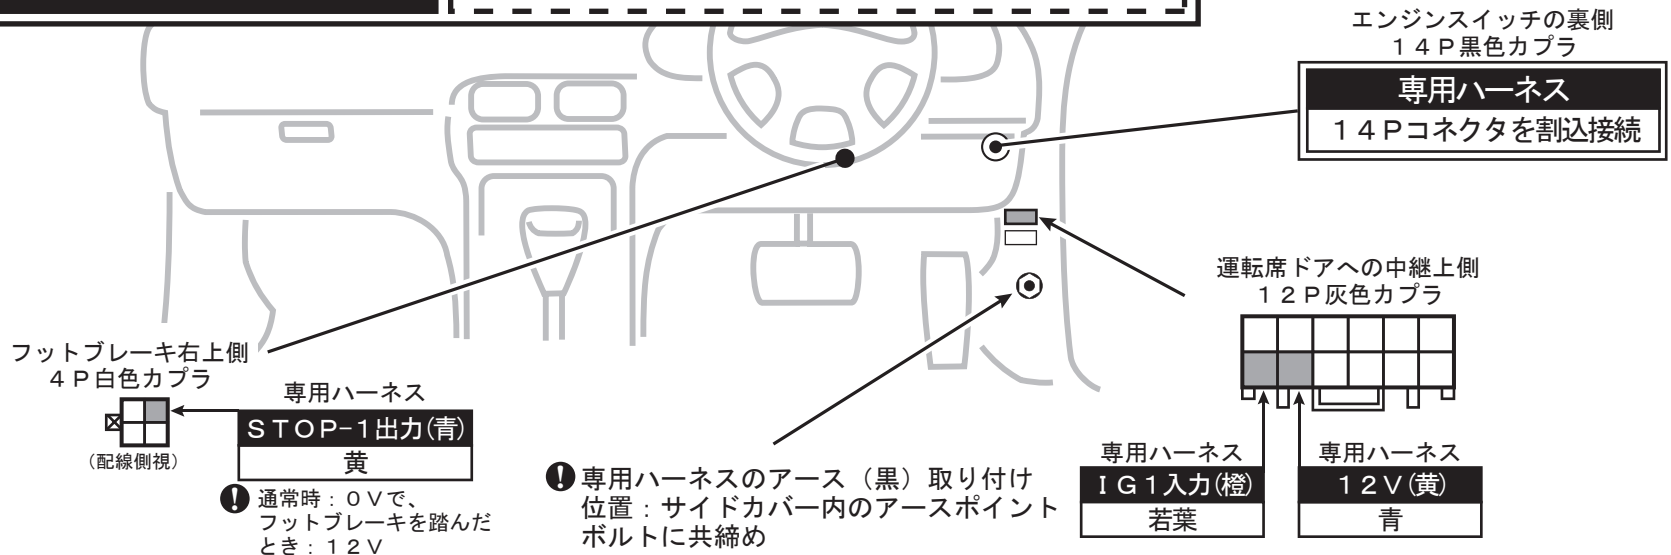 エンジンスイッチの裏側
１４Ｐ黒色カプラ
専用ハーネス
１４Ｐコネクタを割込接続
運転席ドアへの中継上側
１２Ｐ灰色カプラ
フットブレーキ右上側
４Ｐ白色カプラ
(配線側視)
専用ハーネス
ＳＴＯＰ−１出力(青)
黄
! 通常時：０Ｖで、
フットブレーキを踏んだ
とき：１２Ｖ
! 専用ハーネスのアース（黒）取り付け
位置：サイドカバー内のアースポイント
ボルトに共締め
専用ハーネス
ＩＧ１入力(橙)
若葉
専用ハーネス
１２Ｖ(黄)
青